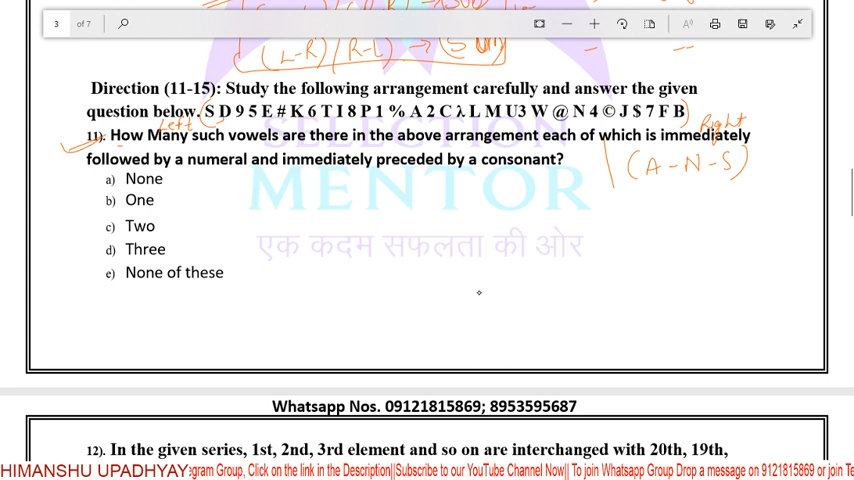 3 of 7
(L-R) / R-L → (S um)
Direction (11-15): Study the following arrangement carefully and answer the given
question below. S D 9 5 E # K 6 T I 8 P 1 % A 2 C λ L M U3 W @ N 4 © J $ 7 F B
Left
Right
11). How Many such vowels are there in the above arrangement each of which is immediately
followed by a numeral and immediately preceded by a consonant?
(A-N-S)
a) None
b) One
c) Two
d) Three
e) None of these
SELECTION
MENTOR
एक कदम सफलता की ओर
Whatsapp Nos. 09121815869; 8953595687
12). In the given series, 1st, 2nd, 3rd element and so on are interchanged with 20th, 19th,
HIMANSHU UPADHYAY egram Group, Click on the link in the Description||Subscribe to our YouTube Channel Now|| To join Whatsapp Group Drop a message on 9121815869 or join Te